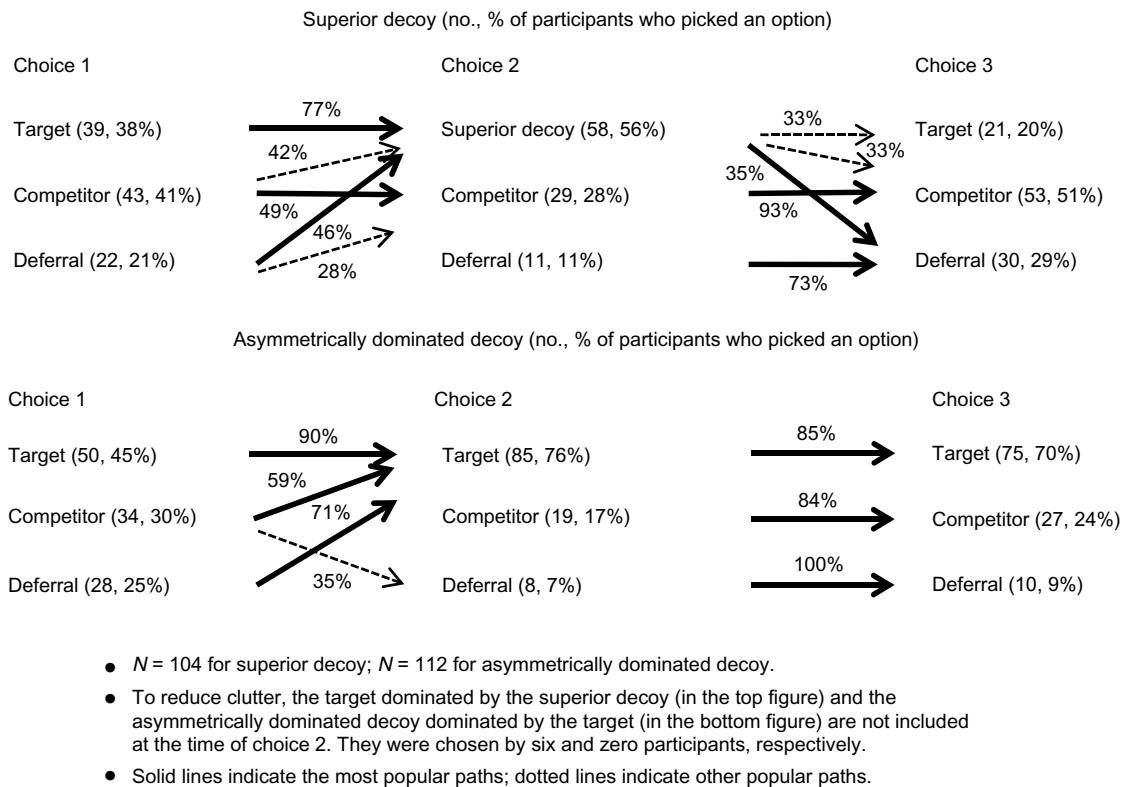 Superior decoy (no., % of participants who picked an option)
Choice 1 Choice 2 Choice 3
77%
33%
Target (39, 38%) Superior decoy (58, 56%) Target (21, 20%)
42% 33%
35%
Competitor (43, 41%) Competitor (29, 28%) Competitor (53, 51%)
49% 93%
46%
Deferral (22, 21%) Deferral (11, 11%) Deferral (30, 29%)
28% 73%
Asymmetrically dominated decoy (no., % of participants who picked an option)
Choice 1 Choice 2 Choice 3
90% 85%
Target (50, 45%) Target (85, 76%) Target (75, 70%)
59%
71% 84%
Competitor (34, 30%) Competitor (19, 17%) Competitor (27, 24%)
100%
Deferral (28, 25%) 35% Deferral (8, 7%) Deferral (10, 9%)
● N = 104 for superior decoy; N = 112 for asymmetrically dominated decoy.
● To reduce clutter, the target dominated by the superior decoy (in the top figure) and the
asymmetrically dominated decoy dominated by the target (in the bottom figure) are not included
at the time of choice 2. They were chosen by six and zero participants, respectively.
● Solid lines indicate the most popular paths; dotted lines indicate other popular paths.